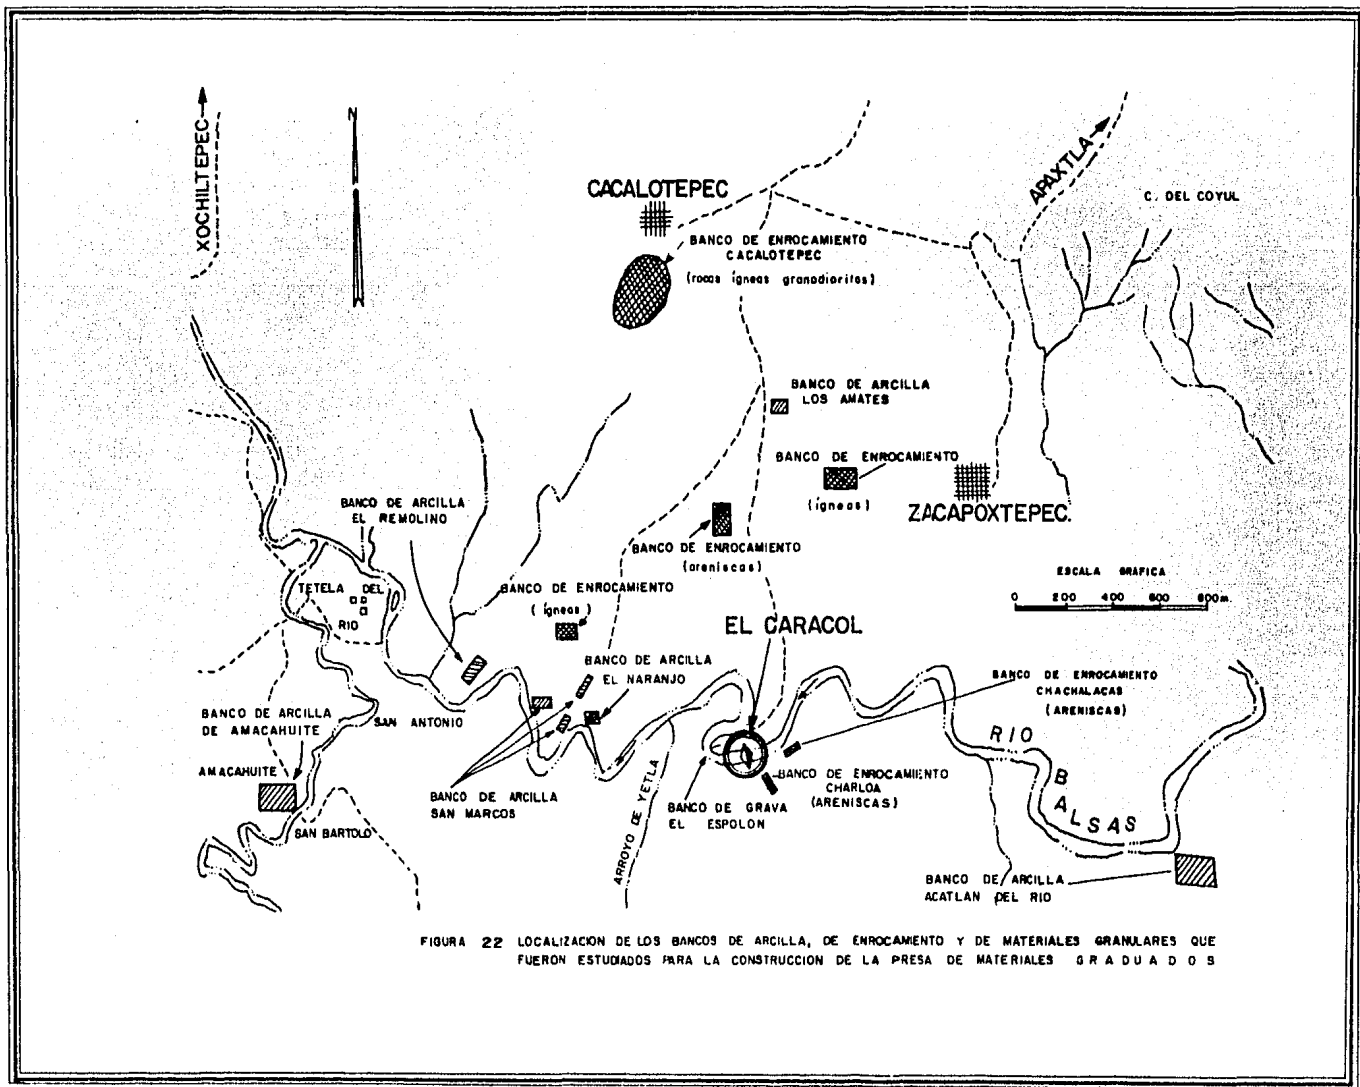 XOCHILTEPEC
N
CACALOTEPEC
BANCO DE ENROCAMIENTO
CACALOTEPEC
(rocas ígneas granodioritas)
APAXTLA
C. DEL COYUL
BANCO DE ARCILLA
LOS AMATES
BANCO DE ENROCAMIENTO
(ígneas)
ZACAPOXTEPEC.
BANCO DE ARCILLA
EL REMOLINO
BANCO DE ENROCAMIENTO
(areniscas)
TETELA DEL
RIO
BANCO DE ENROCAMIENTO
(ígneas)
ESCALA GRAFICA
0 200 400 600 800m.
EL CARACOL
BANCO DE ARCILLA
EL NARANJO
BANCO DE ENROCAMIENTO
CHACHALACAS
(ARENISCAS)
SAN ANTONIO
BANCO DE ARCILLA
DE AMACAHUITE
AMACAHUITE
SAN BARTOLO
BANCO DE ARCILLA
SAN MARCOS
ARROYO DE YETLA
BANCO DE GRAVA
EL ESPOLON
BANCO DE ENROCAMIENTO
CHARLOA
(ARENISCAS)
RIO BALSAS
BANCO DE ARCILLA
ACATLAN DEL RIO
FIGURA 22 LOCALIZACION DE LOS BANCOS DE ARCILLA, DE ENROCAMIENTO Y DE MATERIALES GRANULARES QUE
FUERON ESTUDIADOS PARA LA CONSTRUCCION DE LA PRESA DE MATERIALES GRADUADOS